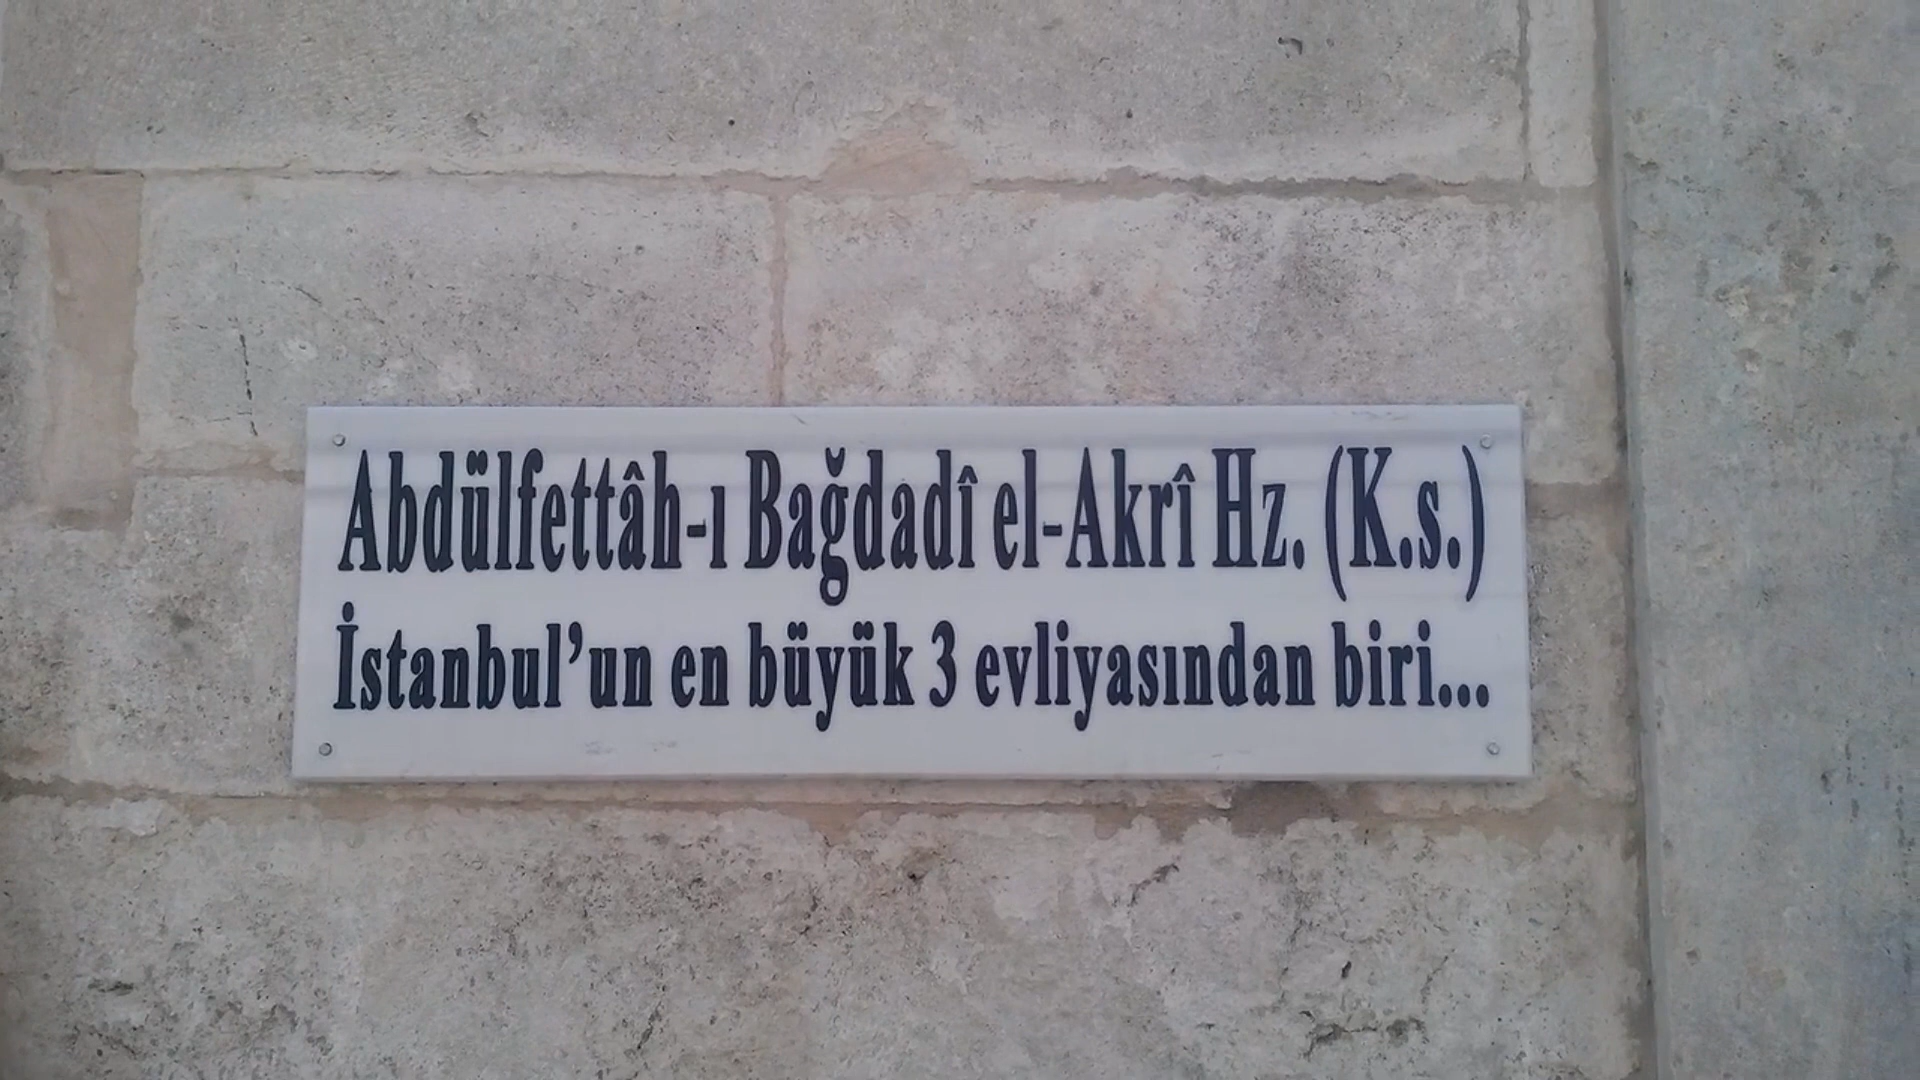 Abdülfettâh-ı Bağdadî el-Akrî Hz. (K.s.)
İstanbul’un en büyük 3 evliyasından biri...